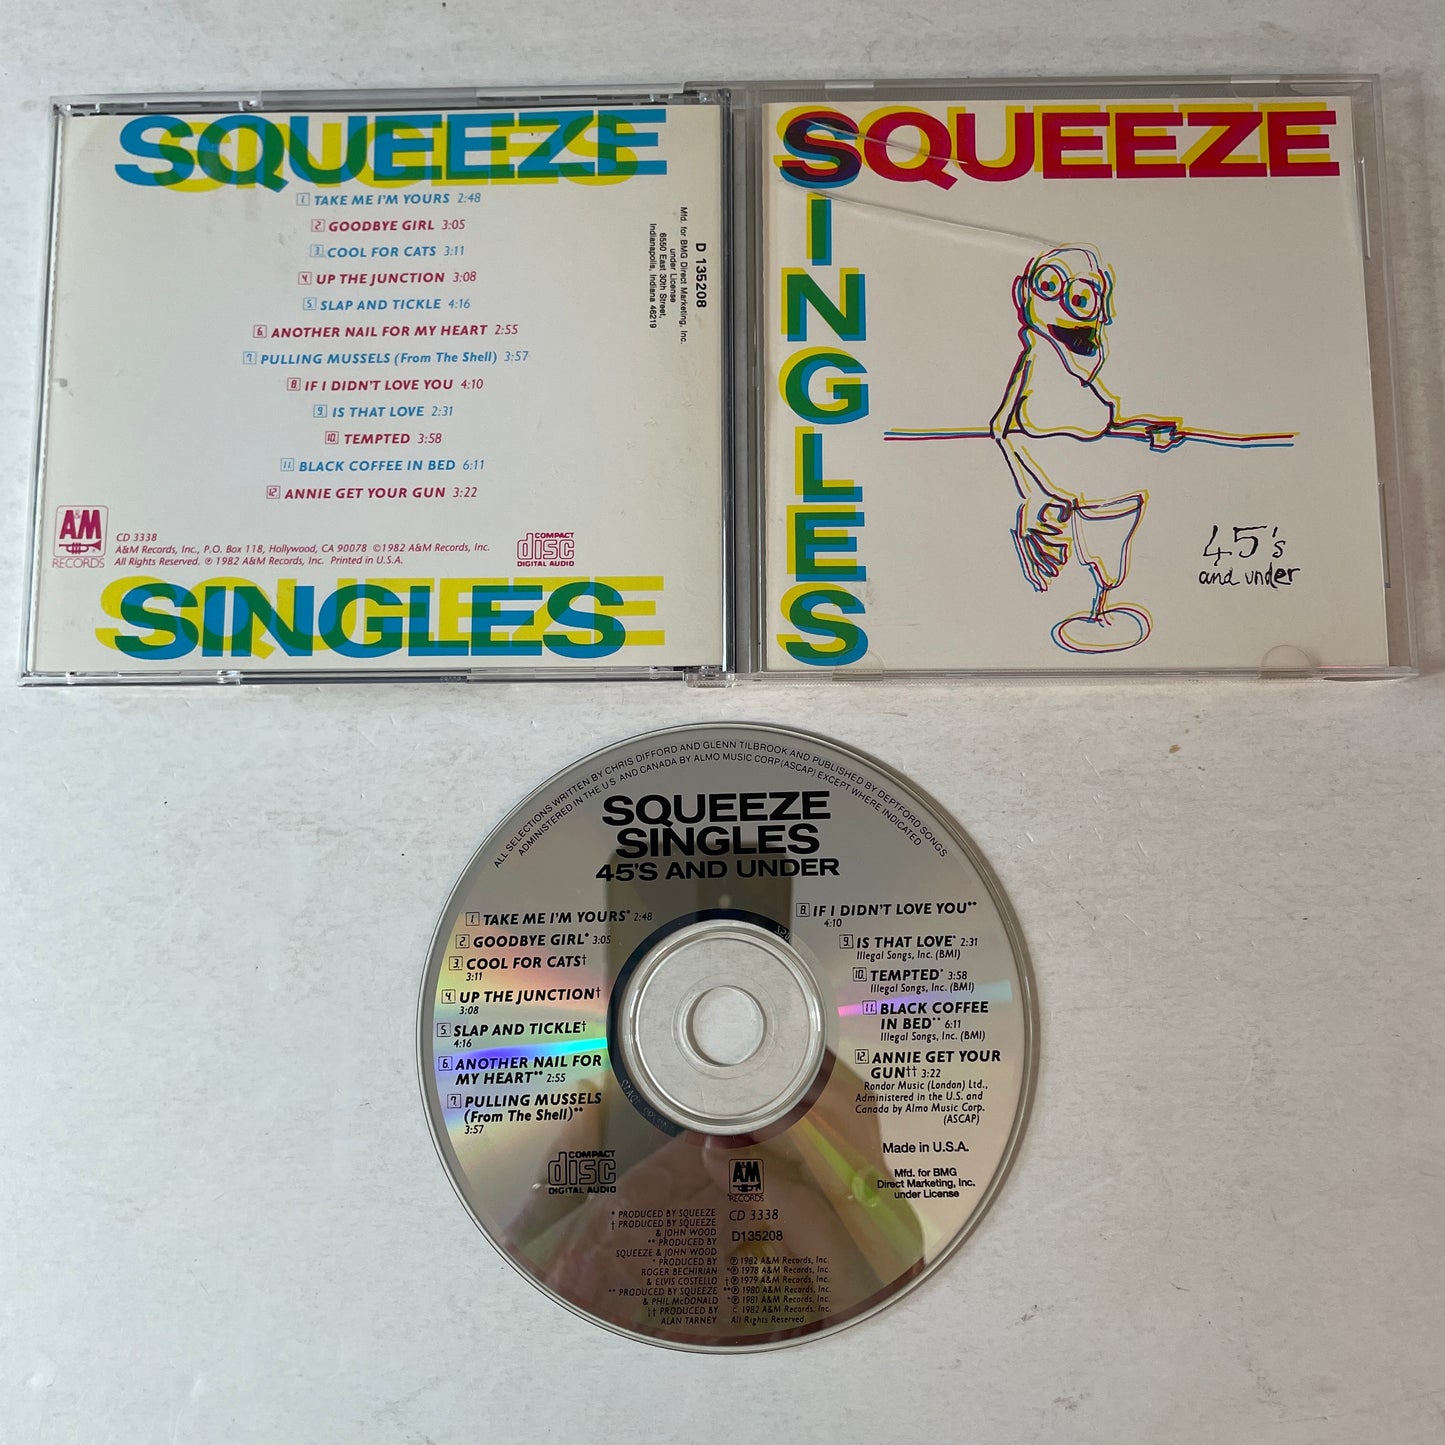 SQUEEZE
1. TAKE ME I'M YOURS 2:48
2. GOODBYE GIRL 3:05
3. COOL FOR CATS 3:11
4. UP THE JUNCTION 3:08
5. SLAP AND TICKLE 4:16
6. ANOTHER NAIL FOR MY HEART 2:55
7. PULLING MUSSELS (From The Shell) 3:57
8. IF I DIDN'T LOVE YOU 4:10
9. IS THAT LOVE 2:31
10. TEMPTED 3:58
11. BLACK COFFEE IN BED 6:11
12. ANNIE GET YOUR GUN 3:22
A&M
RECORDS
CD 3338
A&M Records, Inc., P.O. Box 118, Hollywood, CA 90078 ©1982 A&M Records, Inc.
All Rights Reserved. ℗ 1982 A&M Records, Inc. Printed in U.S.A.
COMPACT
disc
DIGITAL AUDIO
SINGLES
D 135208
Mfd. for BMG Direct Marketing, Inc.
under License
6550 East 30th Street,
Indianapolis, Indiana 46219
SQUEEZE
SINGLES
45's
and under
ALL SELECTIONS WRITTEN BY CHRIS DIFFORD AND GLENN TILBROOK AND PUBLISHED BY DEPTFORD SONGS
ADMINISTERED IN THE U.S. AND CANADA BY ALMO MUSIC CORP (ASCAP) EXCEPT WHERE INDICATED
SQUEEZE
SINGLES
45'S AND UNDER
1. TAKE ME I'M YOURS* 2:48
2. GOODBYE GIRL* 3:05
3. COOL FOR CATS†
3:11
4. UP THE JUNCTION†
3:08
5. SLAP AND TICKLE†
4:16
6. ANOTHER NAIL FOR
MY HEART** 2:55
7. PULLING MUSSELS
(From The Shell)**
3:57
8. IF I DIDN'T LOVE YOU**
4:10
9. IS THAT LOVE* 2:31
Illegal Songs, Inc. (BMI)
10. TEMPTED* 3:58
Illegal Songs, Inc. (BMI)
11. BLACK COFFEE
IN BED** 6:11
Illegal Songs, Inc. (BMI)
12. ANNIE GET YOUR
GUN†† 3:22
Rondor Music (London) Ltd.,
Administered in the U.S. and
Canada by Almo Music Corp.
(ASCAP)
Made in U.S.A.
Mfd. for BMG
Direct Marketing, Inc.
under License
COMPACT
disc
DIGITAL AUDIO
A&M
RECORDS
CD 3338
D135208
* PRODUCED BY SQUEEZE
† PRODUCED BY SQUEEZE
& JOHN WOOD
** PRODUCED BY
SQUEEZE & JOHN WOOD
* PRODUCED BY
ROGER BECHIRIAN
& ELVIS COSTELLO
** PRODUCED BY SQUEEZE
& PHIL McDONALD
†† PRODUCED BY
ALAN TARNEY
℗ 1982 A&M Records, Inc.
*℗ 1978 A&M Records, Inc.
†℗ 1979 A&M Records, Inc.
**℗ 1980 A&M Records, Inc.
*℗ 1981 A&M Records, Inc.
© 1982 A&M Records, Inc.
All Rights Reserved.